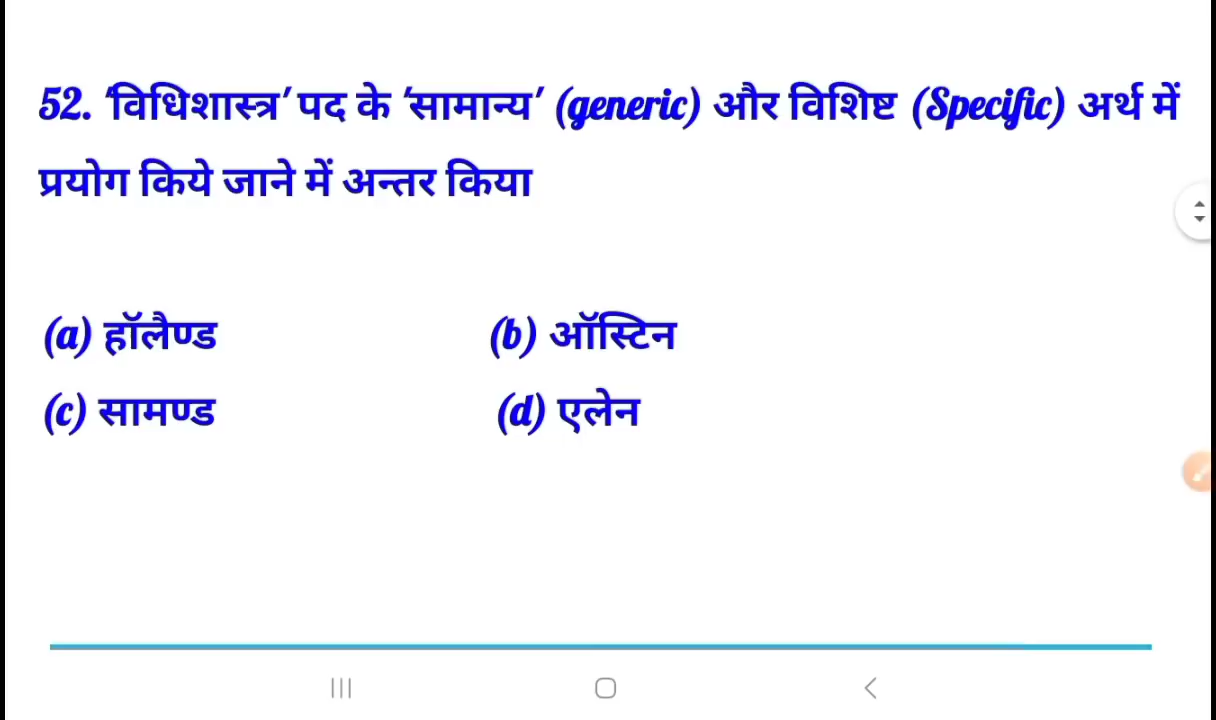 52. 'विधिशास्त्र' पद के 'सामान्य' (generic) और विशिष्ट (Specific) अर्थ में
प्रयोग किये जाने में अन्तर किया
(a) हॉलैण्ड (b) ऑस्टिन
(c) सामण्ड (d) एलेन